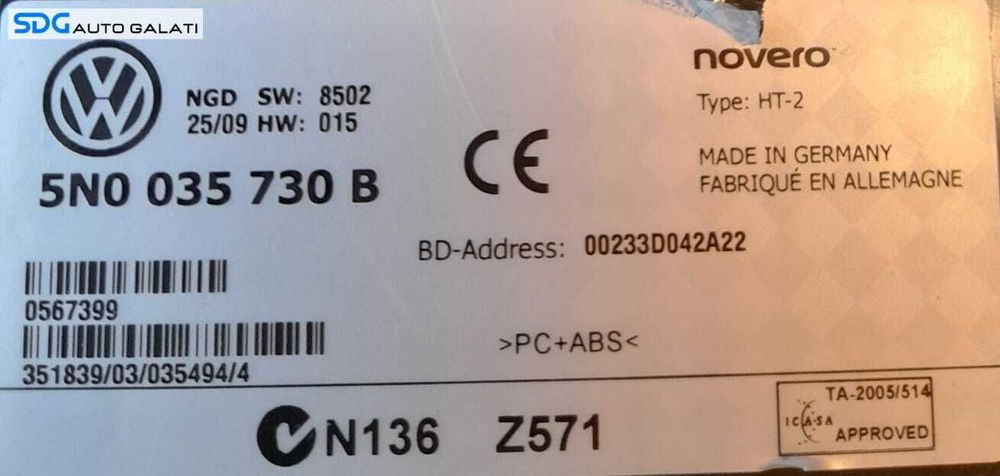 SDG AUTO GALATI
NGD SW: 8502
25/09 HW: 015
5N0 035 730 B
0567399
351839/03/035494/4
CE
BD-Address: 00233D042A22
>PC+ABS<
novero
Type: HT-2
MADE IN GERMANY
FABRIQUÉ EN ALLEMAGNE
N136 Z571
TA-2005/514
ICASA
APPROVED